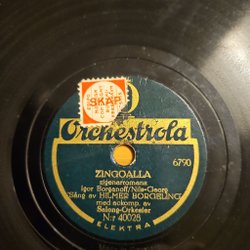 SKAP
Orchestrola
6790
ZINGOALLA
zigenarromans
Igor Borganoff/Nils-Georg
Sång av HILMER BORGELING
med ackomp. av
Salong-Orkester
N:r 40028
ELEKTRA